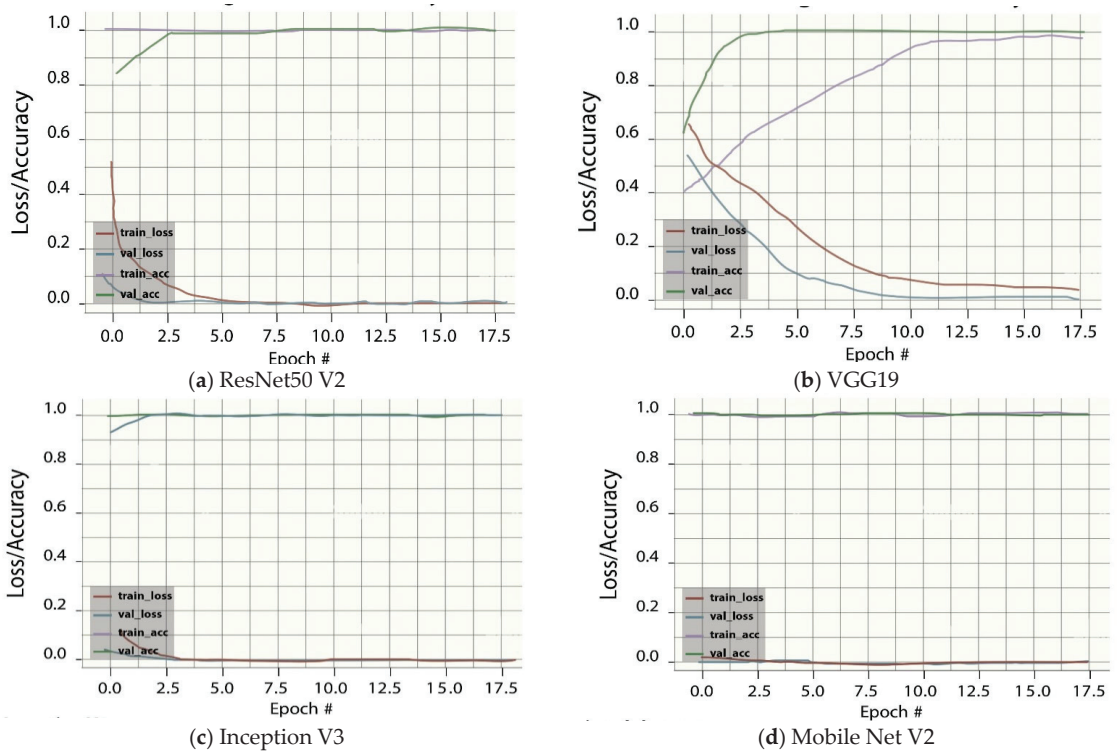 1.0
0.8
0.6
0.4
0.2
0.0
Loss/Accuracy
train_loss
val_loss
train_acc
val_acc
0.0 2.5 5.0 7.5 10.0 12.5 15.0 17.5
Epoch #
(a) ResNet50 V2
1.0
0.8
0.6
0.4
0.2
0.0
Loss/Accuracy
train_loss
val_loss
train_acc
val_acc
0.0 2.5 5.0 7.5 10.0 12.5 15.0 17.5
Epoch #
(b) VGG19
1.0
0.8
0.6
0.4
0.2
0.0
Loss/Accuracy
train_loss
val_loss
train_acc
val_acc
0.0 2.5 5.0 7.5 10.0 12.5 15.0 17.5
Epoch #
(c) Inception V3
1.0
0.8
0.6
0.4
0.2
0.0
Loss/Accuracy
train_loss
val_loss
train_acc
val_acc
0.0 2.5 5.0 7.5 10.0 12.5 15.0 17.5
Epoch #
(d) Mobile Net V2